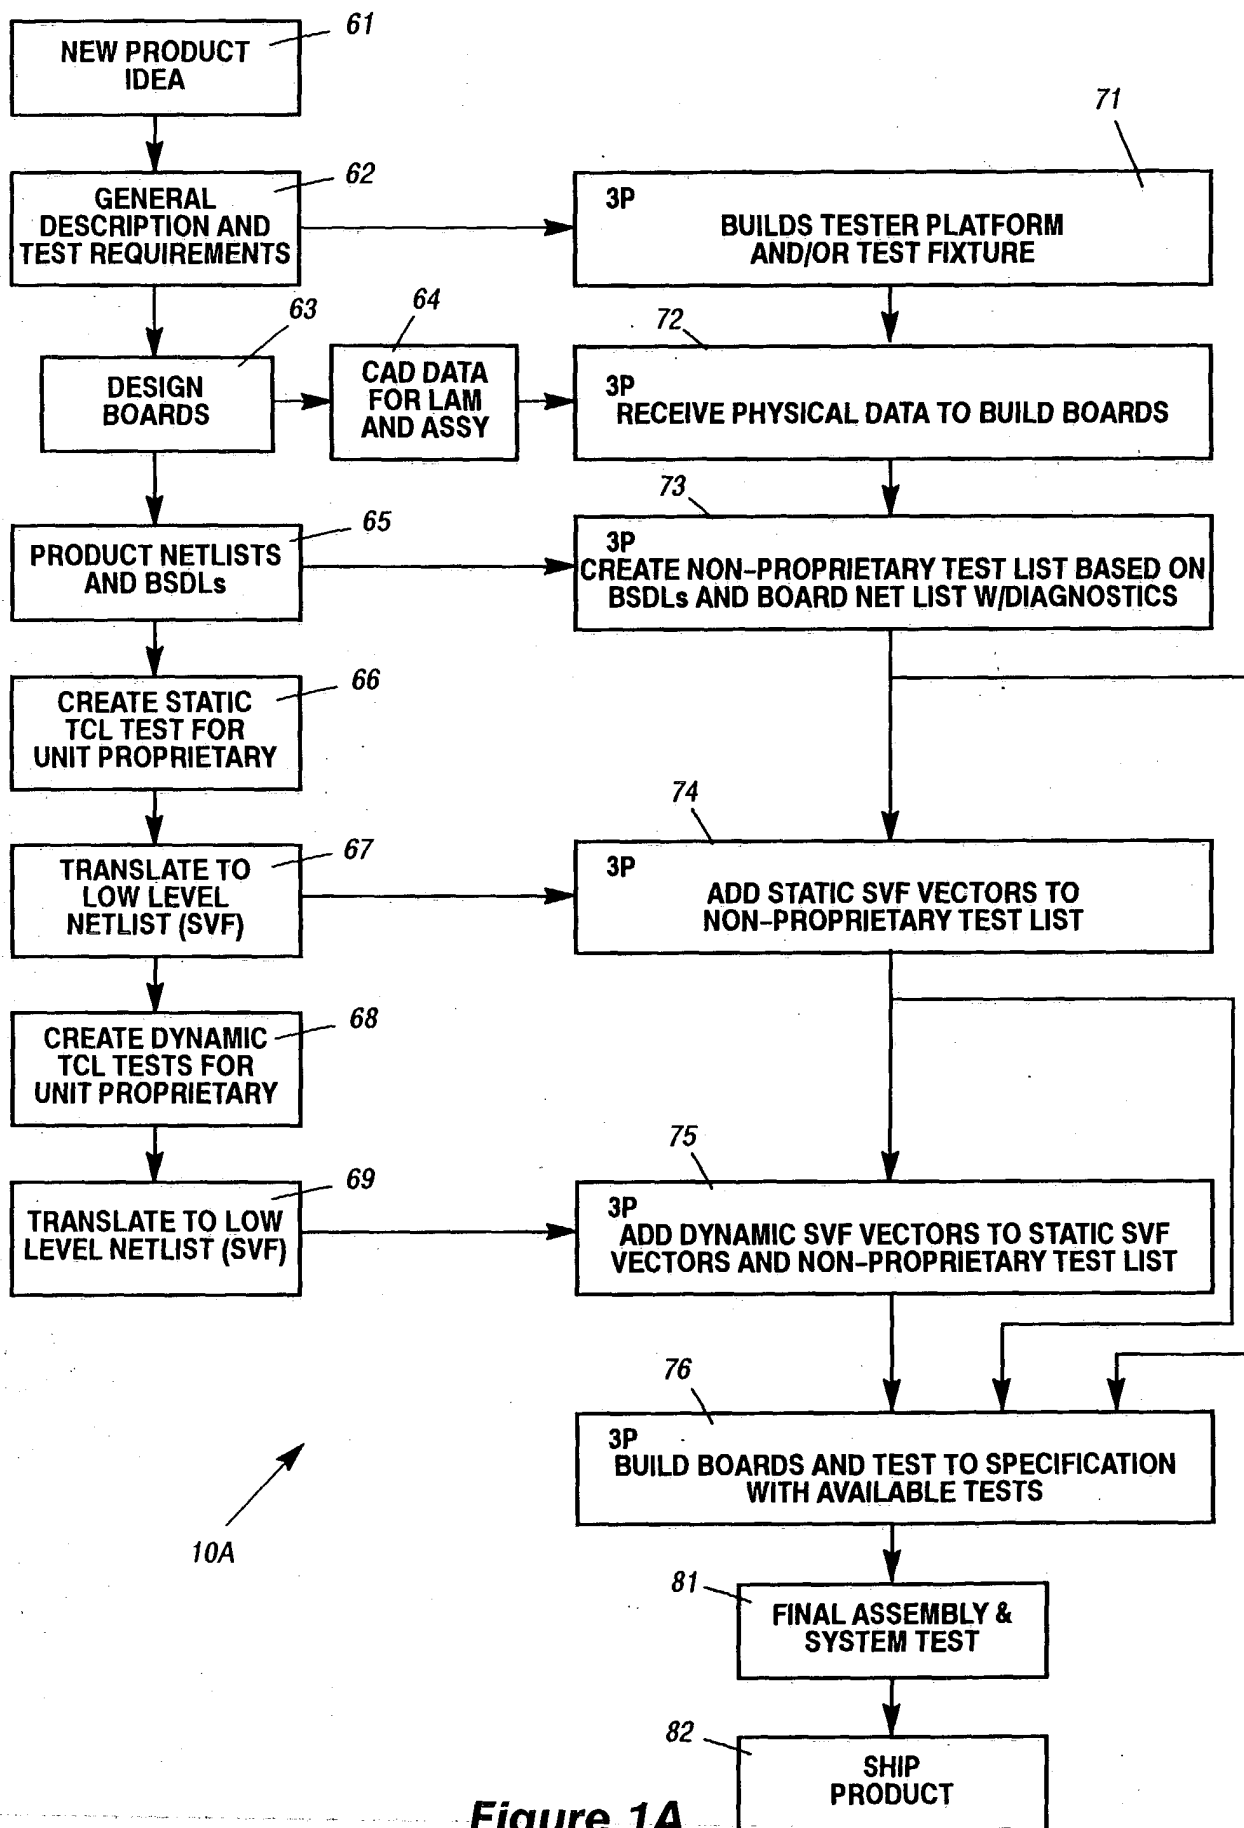 61
NEW PRODUCT
IDEA
71
62
GENERAL
DESCRIPTION AND
TEST REQUIREMENTS
3P
BUILDS TESTER PLATFORM
AND/OR TEST FIXTURE
63
64
72
DESIGN
BOARDS
CAD DATA
FOR LAM
AND ASSY
3P
RECEIVE PHYSICAL DATA TO BUILD BOARDS
65
73
PRODUCT NETLISTS
AND BSDLs
3P
CREATE NON-PROPRIETARY TEST LIST BASED ON
BSDLs AND BOARD NET LIST W/DIAGNOSTICS
66
CREATE STATIC
TCL TEST FOR
UNIT PROPRIETARY
67
74
TRANSLATE TO
LOW LEVEL
NETLIST (SVF)
3P
ADD STATIC SVF VECTORS TO
NON-PROPRIETARY TEST LIST
68
CREATE DYNAMIC
TCL TESTS FOR
UNIT PROPRIETARY
69
75
TRANSLATE TO LOW
LEVEL NETLIST (SVF)
3P
ADD DYNAMIC SVF VECTORS TO STATIC SVF
VECTORS AND NON-PROPRIETARY TEST LIST
76
3P
BUILD BOARDS AND TEST TO SPECIFICATION
WITH AVAILABLE TESTS
10A
81
FINAL ASSEMBLY &
SYSTEM TEST
82
SHIP
PRODUCT
Figure 1A